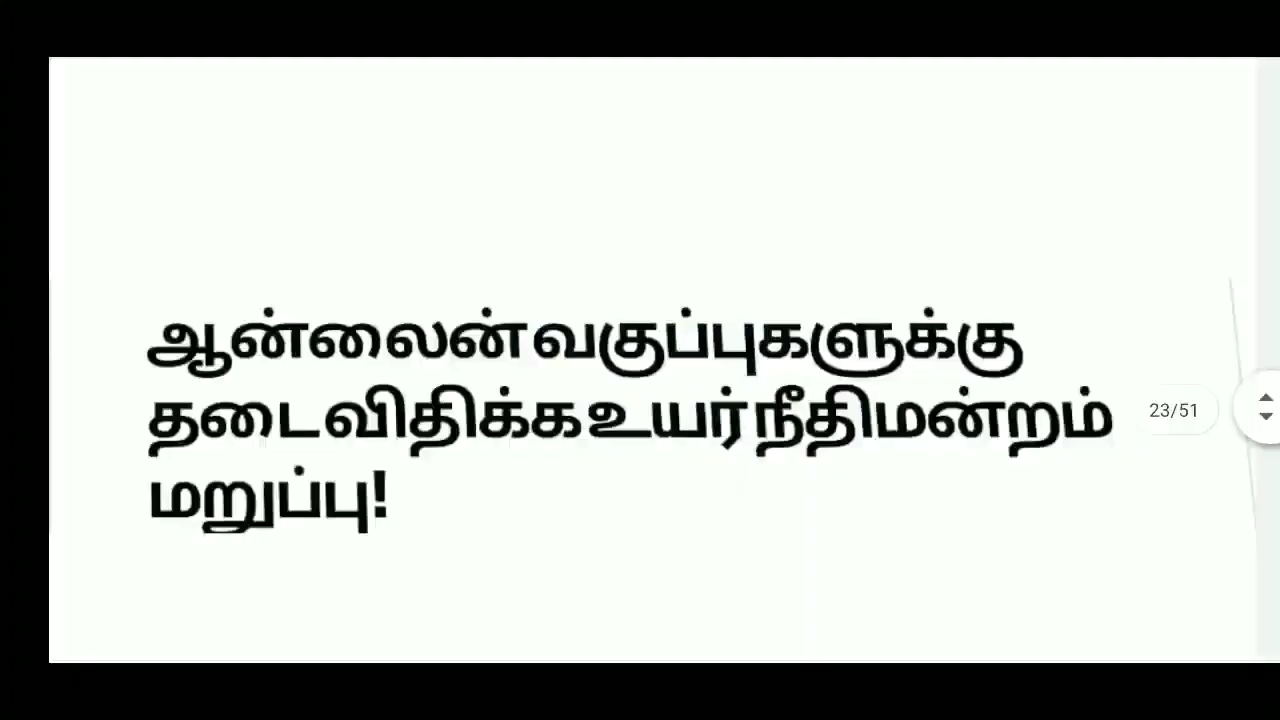 ஆன்லைன் வகுப்புகளுக்கு
தடை விதிக்க உயர் நீதிமன்றம்
23/51
மறுப்பு!